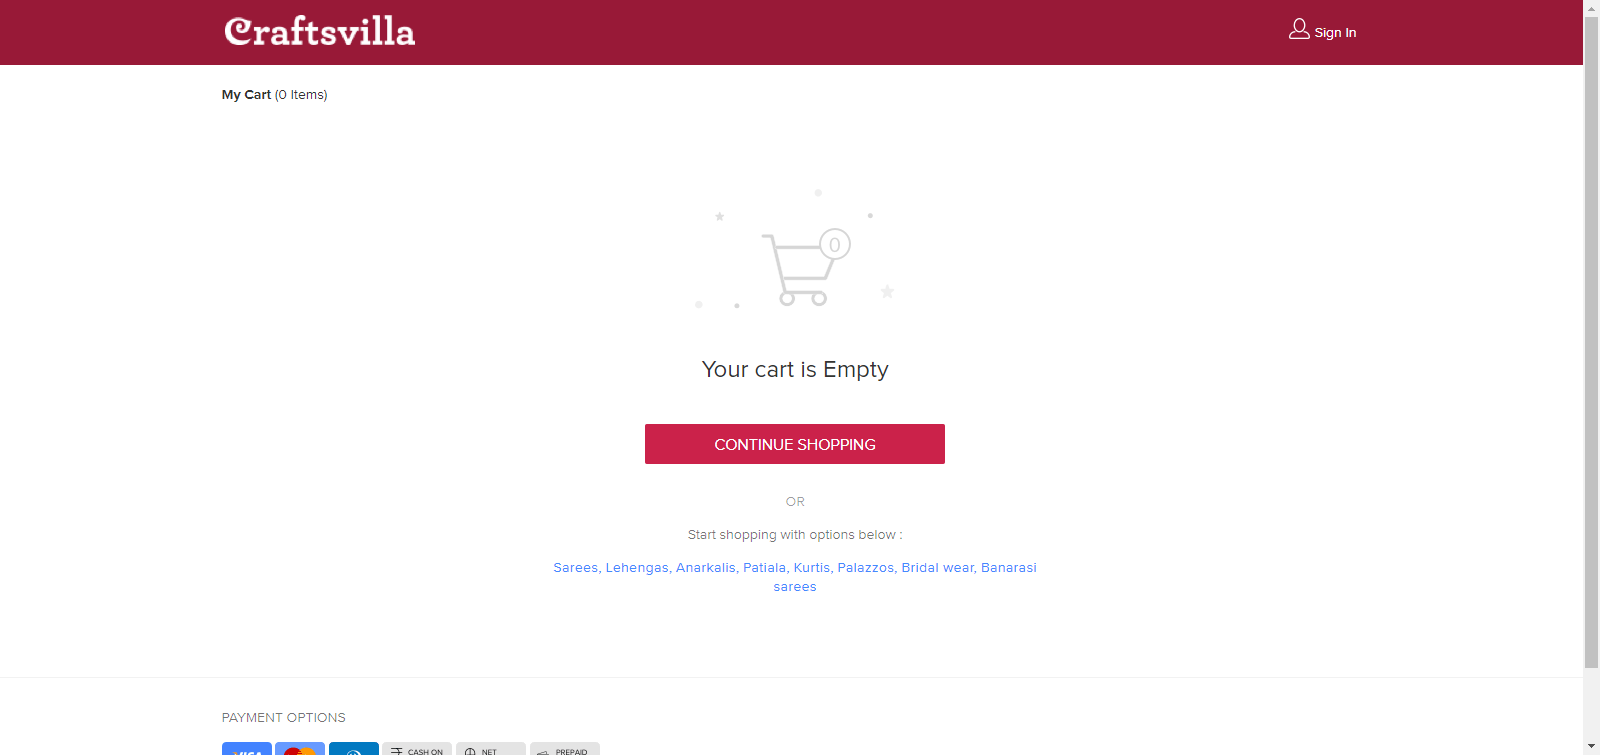 Craftsvilla
Sign In
My Cart (0 Items)
0
Your cart is Empty
CONTINUE SHOPPING
OR
Start shopping with options below :
Sarees, Lehengas, Anarkalis, Patiala, Kurtis, Palazzos, Bridal wear, Banarasi
sarees
PAYMENT OPTIONS
VISA CASH ON NET PREPAID